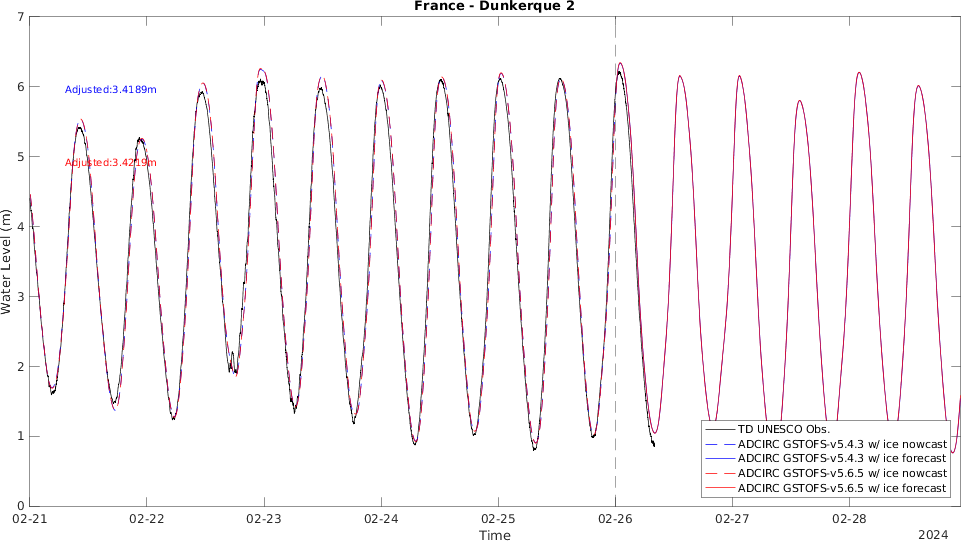 France - Dunkerque 2
7
6
5
4
3
2
1
0
Water Level (m)
Adjusted:3.4189m
Adjusted:3.4219m
TD UNESCO Obs.
ADCIRC GSTOFS-v5.4.3 w/ ice nowcast
ADCIRC GSTOFS-v5.4.3 w/ ice forecast
ADCIRC GSTOFS-v5.6.5 w/ ice nowcast
ADCIRC GSTOFS-v5.6.5 w/ ice forecast
02-21 02-22 02-23 02-24 02-25 02-26 02-27 02-28
Time
2024